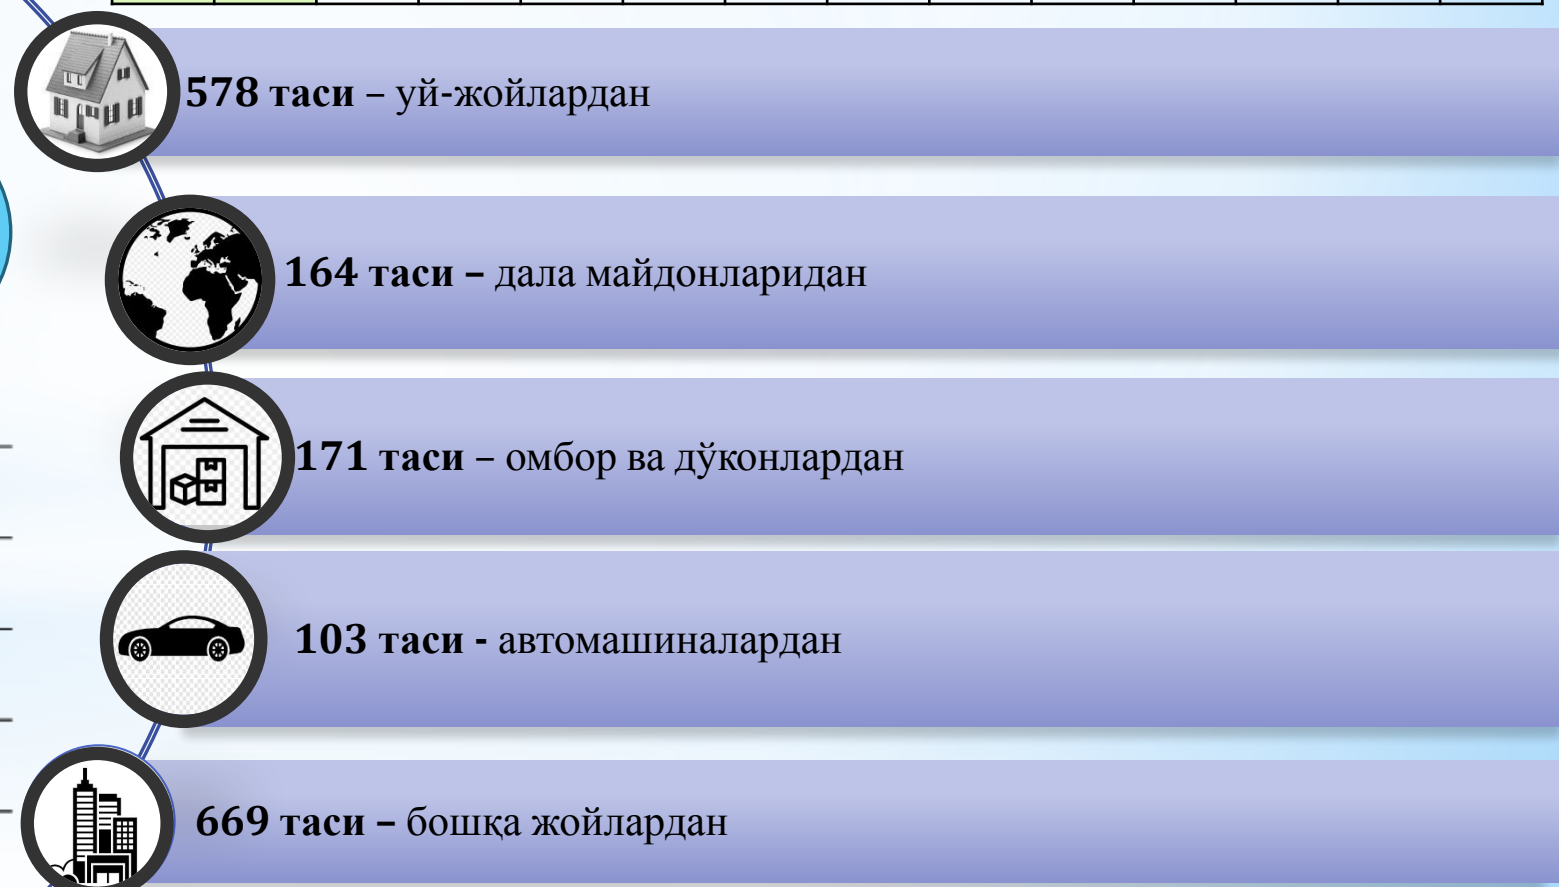 578 таси – уй-жойлардан
164 таси – дала майдонларидан
171 таси – омбор ва дўконлардан
103 таси - автомашиналардан
669 таси – бошқа жойлардан